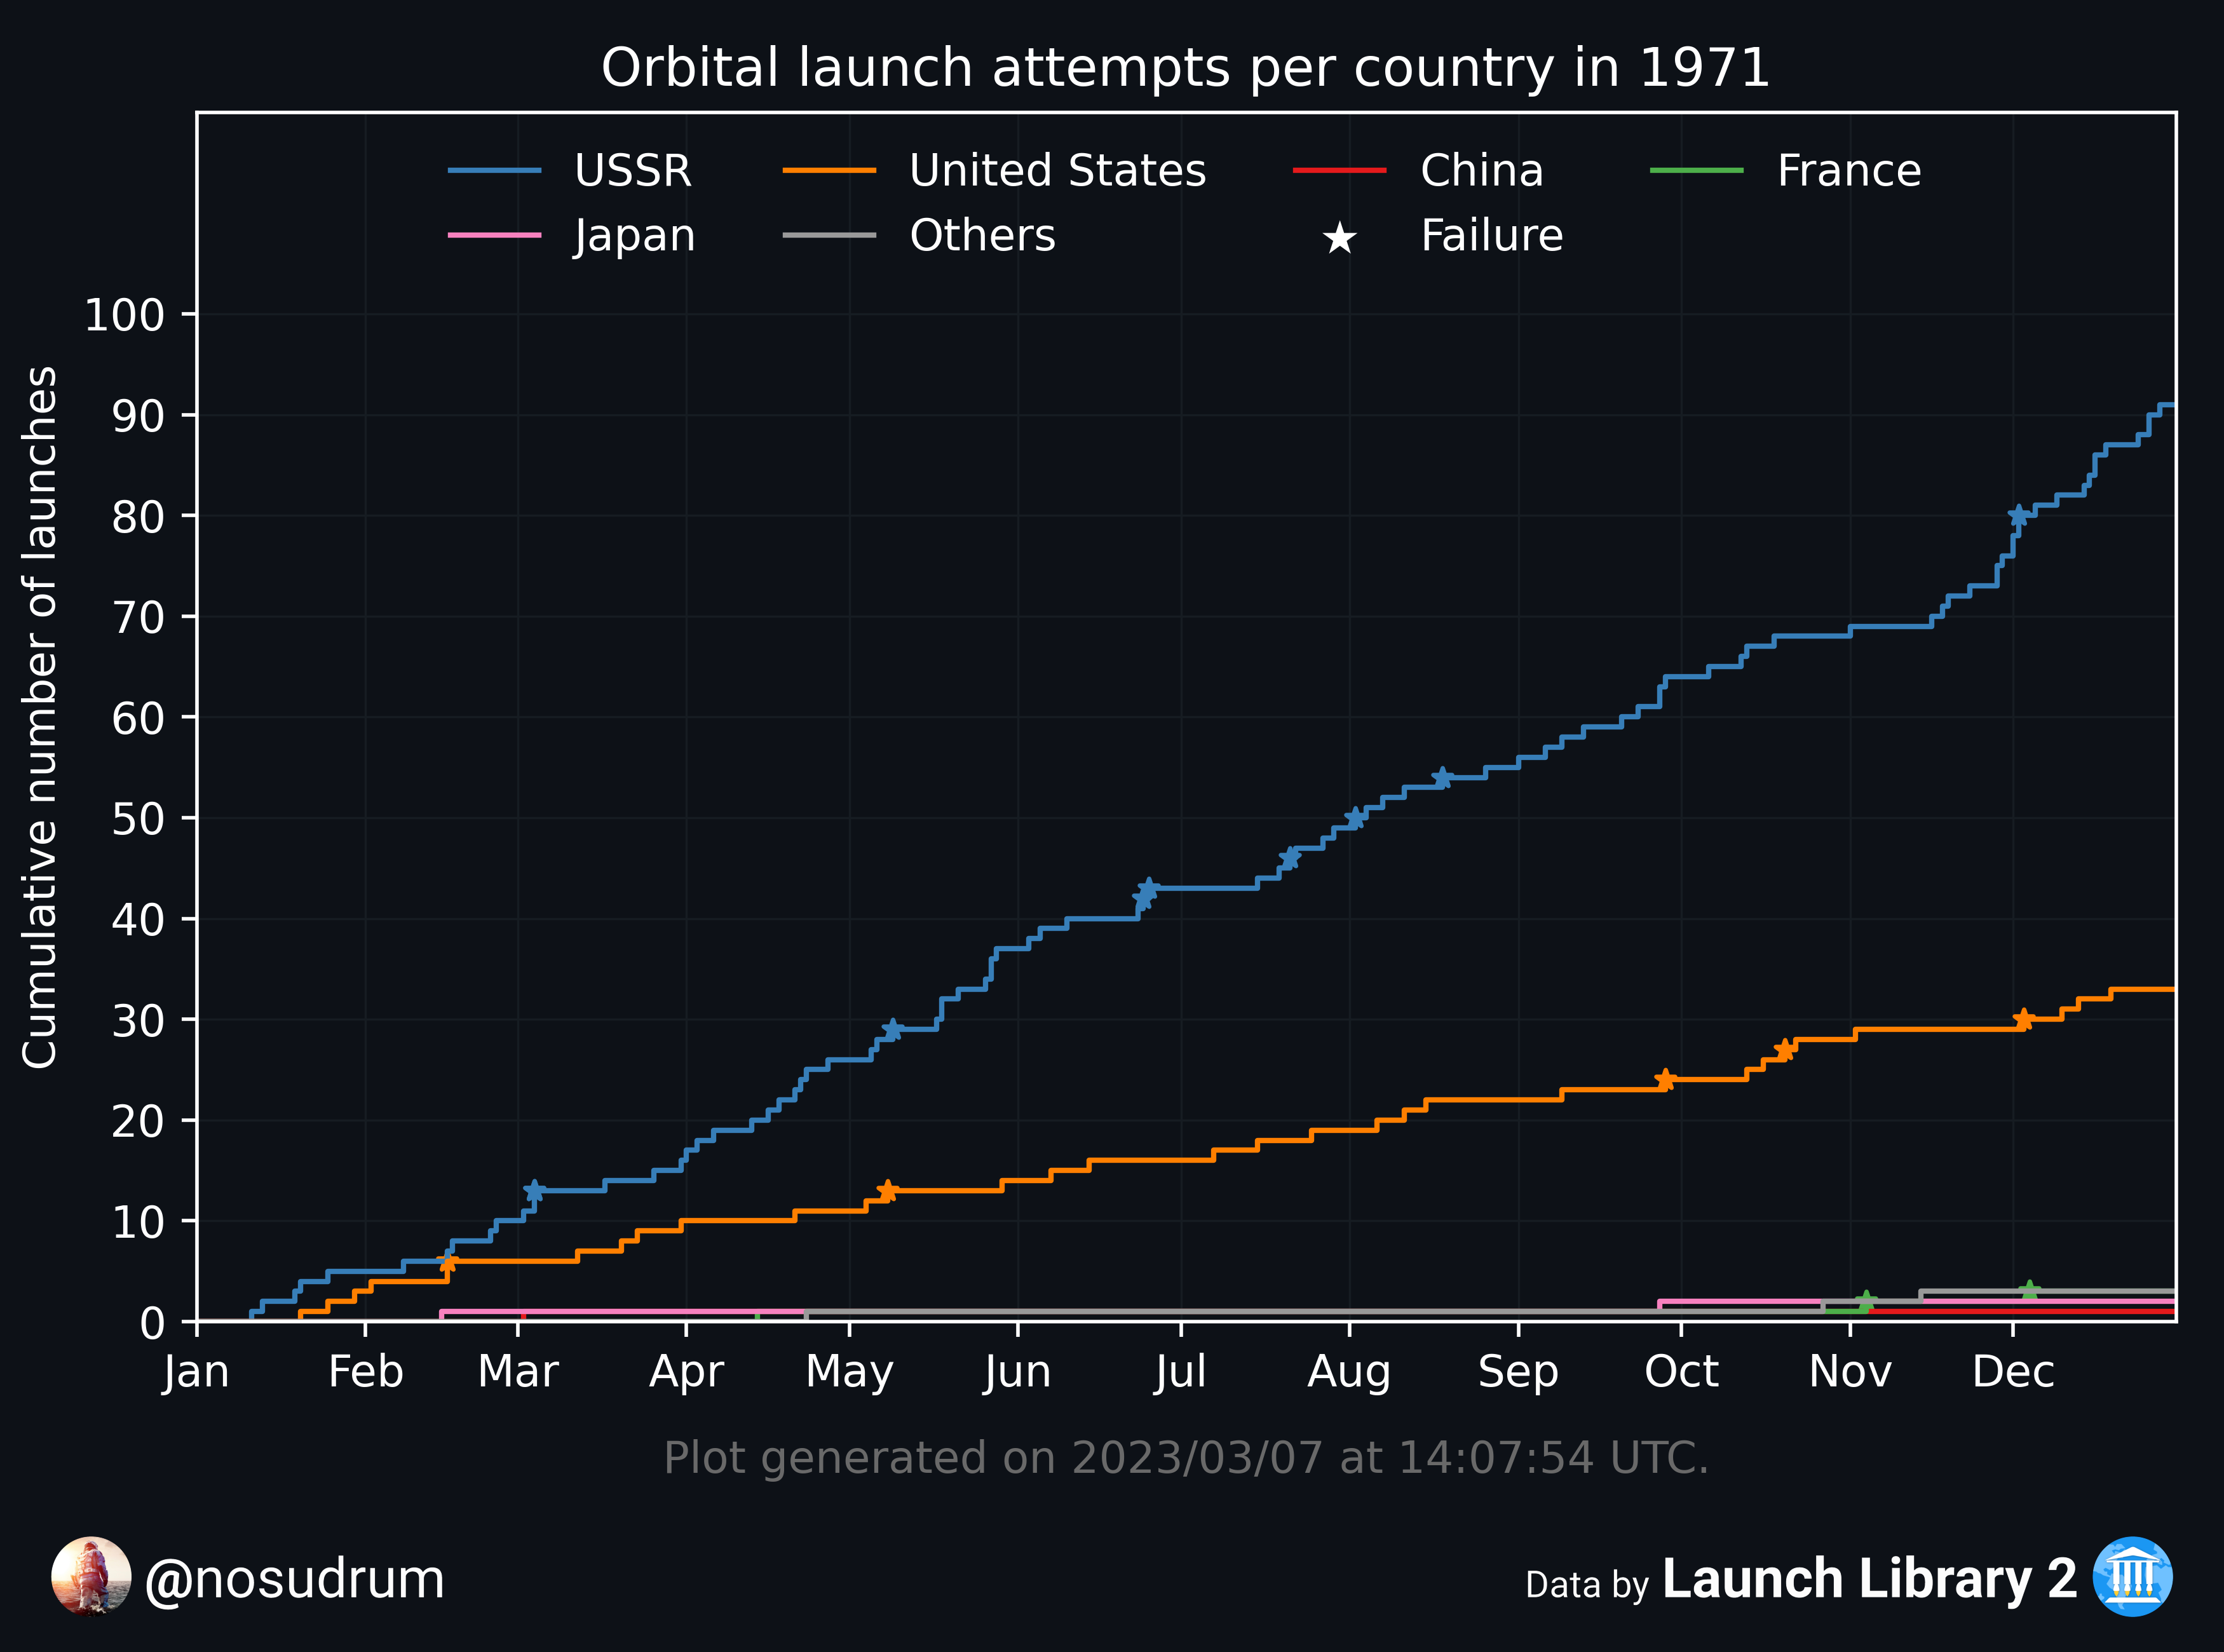 Orbital launch attempts per country in 1971
USSR United States China France
Japan Others Failure
Cumulative number of launches
100
90
80
70
60
50
40
30
20
10
0
Jan Feb Mar Apr May Jun Jul Aug Sep Oct Nov Dec
Plot generated on 2023/03/07 at 14:07:54 UTC.
@nosudrum
Data by Launch Library 2